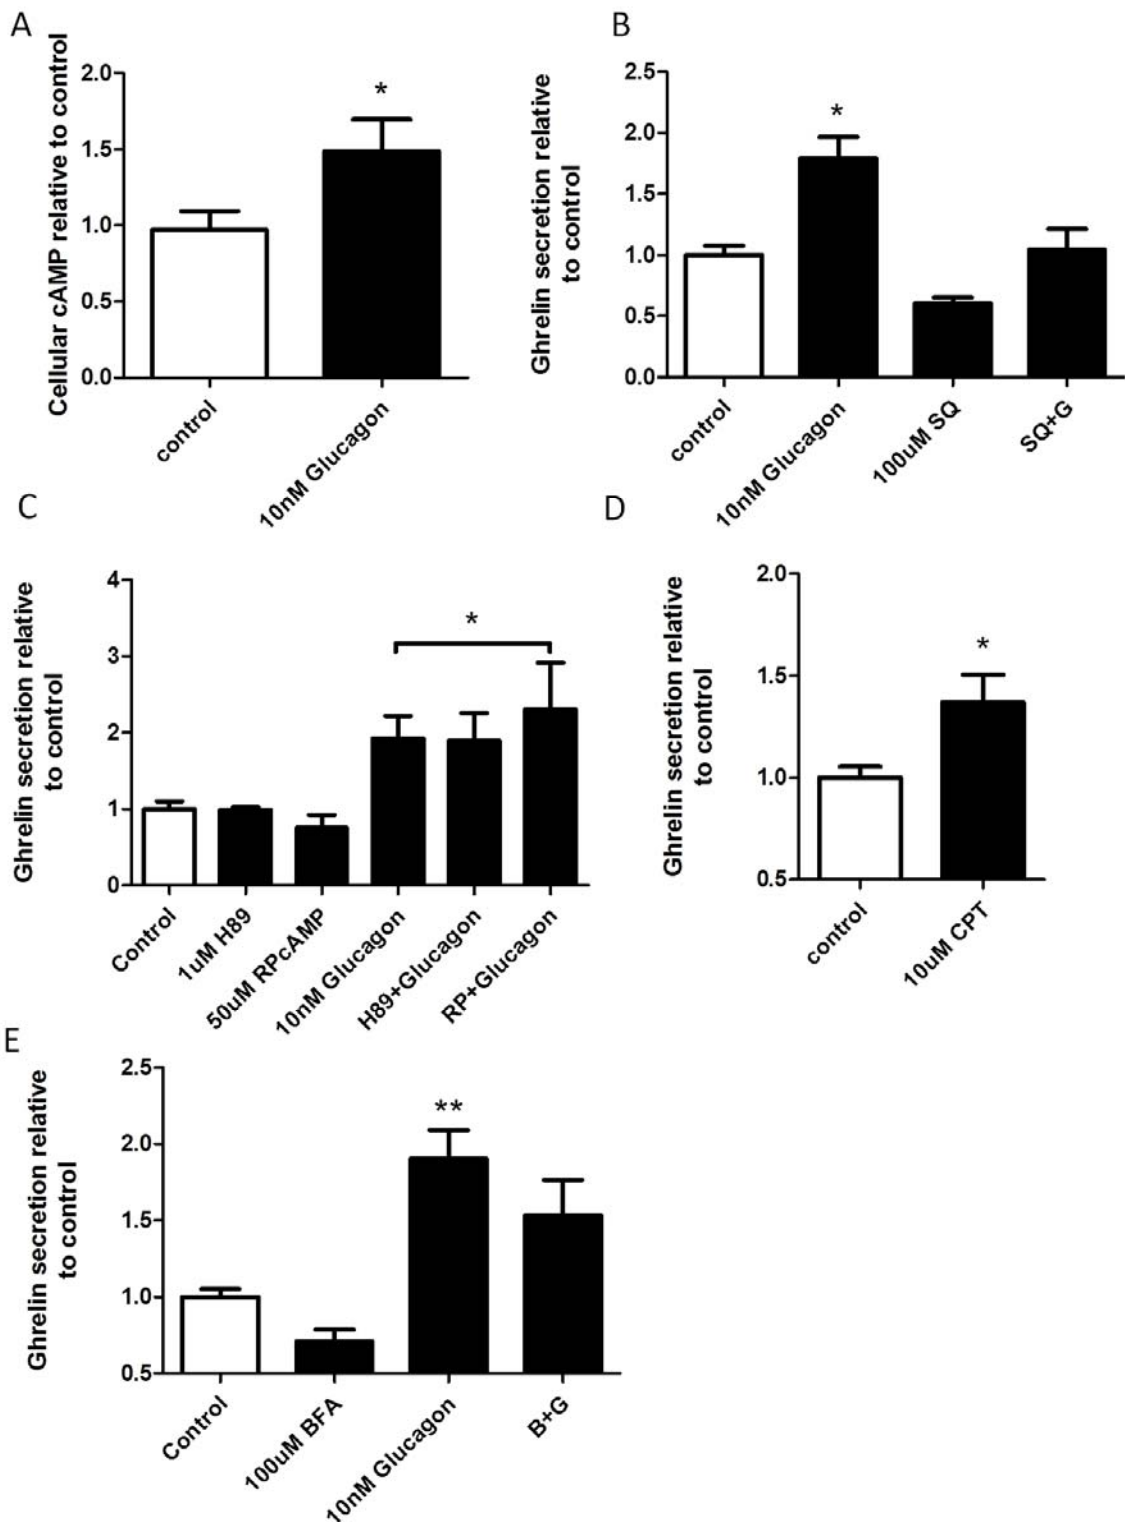 A
Cellular cAMP relative to control
2.0
1.5
1.0
0.5
0.0
*
control
10nM Glucagon
B
Ghrelin secretion relative
to control
2.5
2.0
1.5
1.0
0.5
0.0
*
control
10nM Glucagon
100uM SQ
SQ+G
C
Ghrelin secretion relative
to control
4
3
2
1
0
*
Control
1uM H89
50uM RPcAMP
10nM Glucagon
H89+Glucagon
RP+Glucagon
D
Ghrelin secretion relative
to control
2.0
1.5
1.0
0.5
*
control
10uM CPT
E
Ghrelin secretion relative
to control
2.5
2.0
1.5
1.0
0.5
**
Control
100uM BFA
10nM Glucagon
B+G